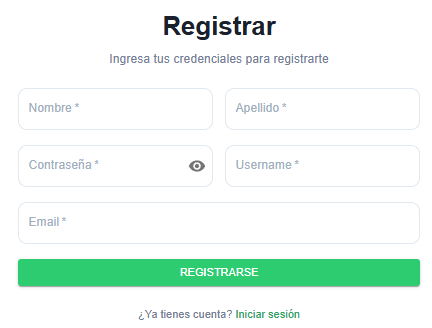 Registrar
Ingresa tus credenciales para registrarte
Nombre *
Apellido *
Contraseña *
Username *
Email *
REGISTRARSE
¿Ya tienes cuenta? Iniciar sesión